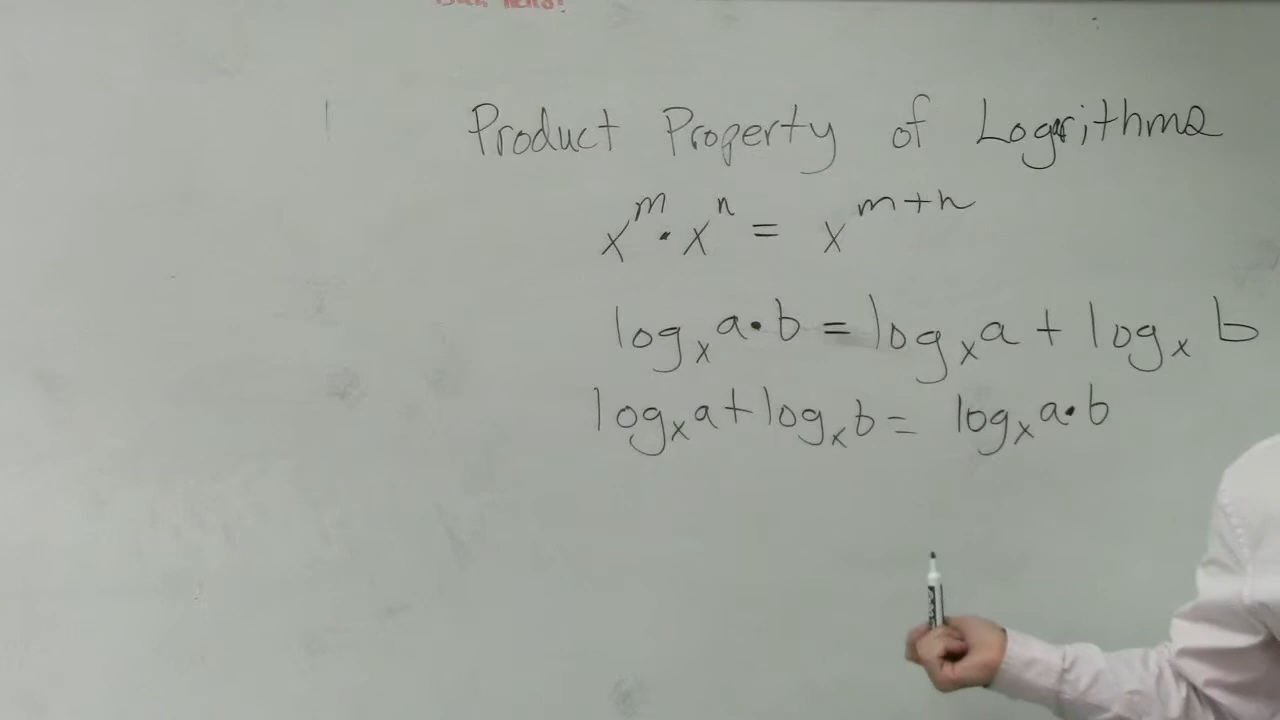 Product Property of Logarithms
x^m · x^n = x^{m+n}
log_x a·b = log_x a + log_x b
log_x a + log_x b = log_x a·b